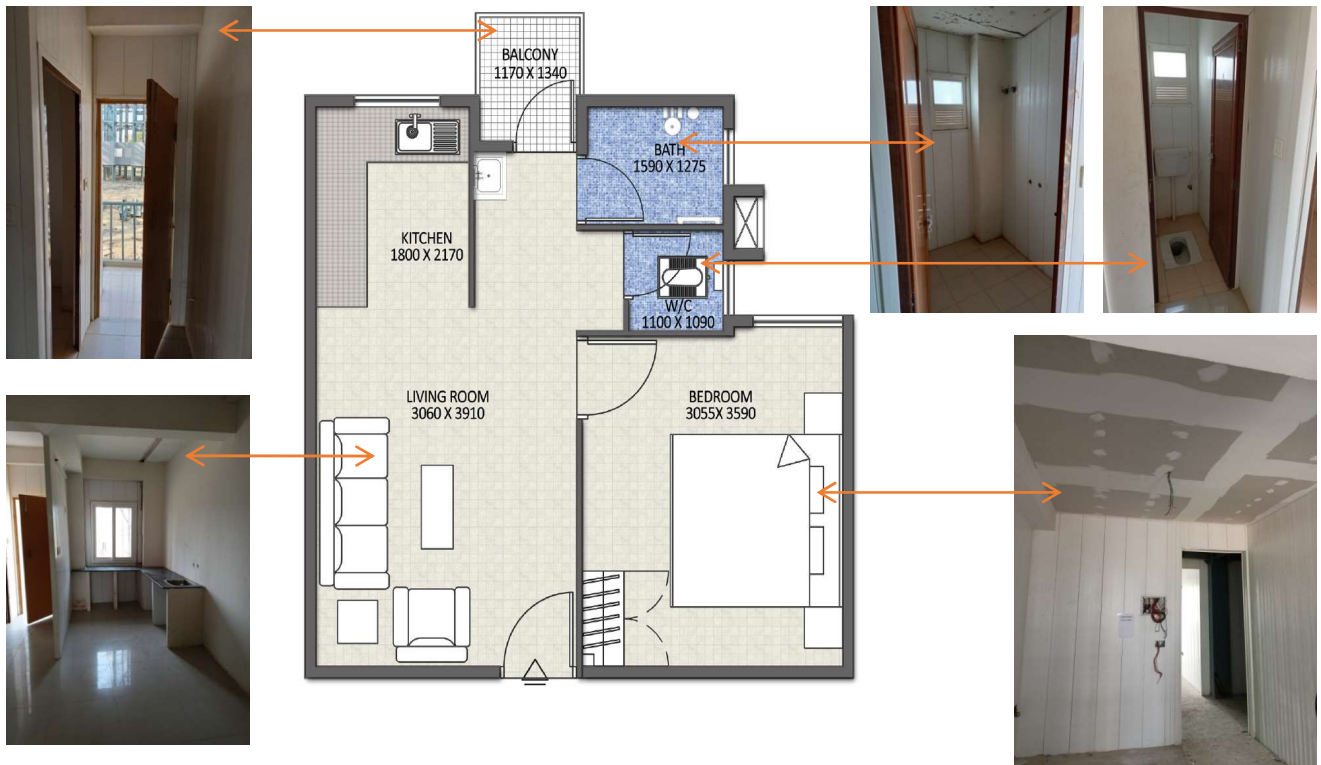 BALCONY
1170 X 1340
BATH
1590 X 1275
KITCHEN
1800 X 2170
W/C
1100 X 1090
LIVING ROOM
3060 X 3910
BEDROOM
3055X 3590